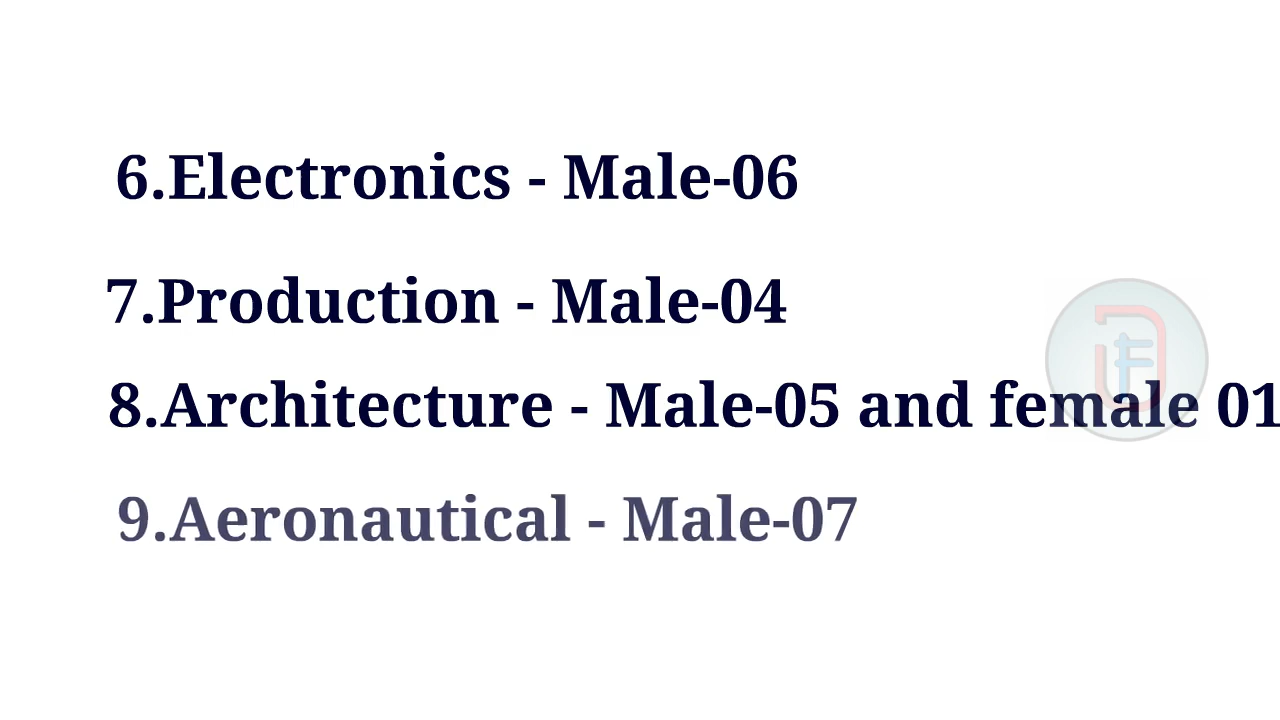 6.Electronics - Male-06
7.Production - Male-04
8.Architecture - Male-05 and female 01
9.Aeronautical - Male-07